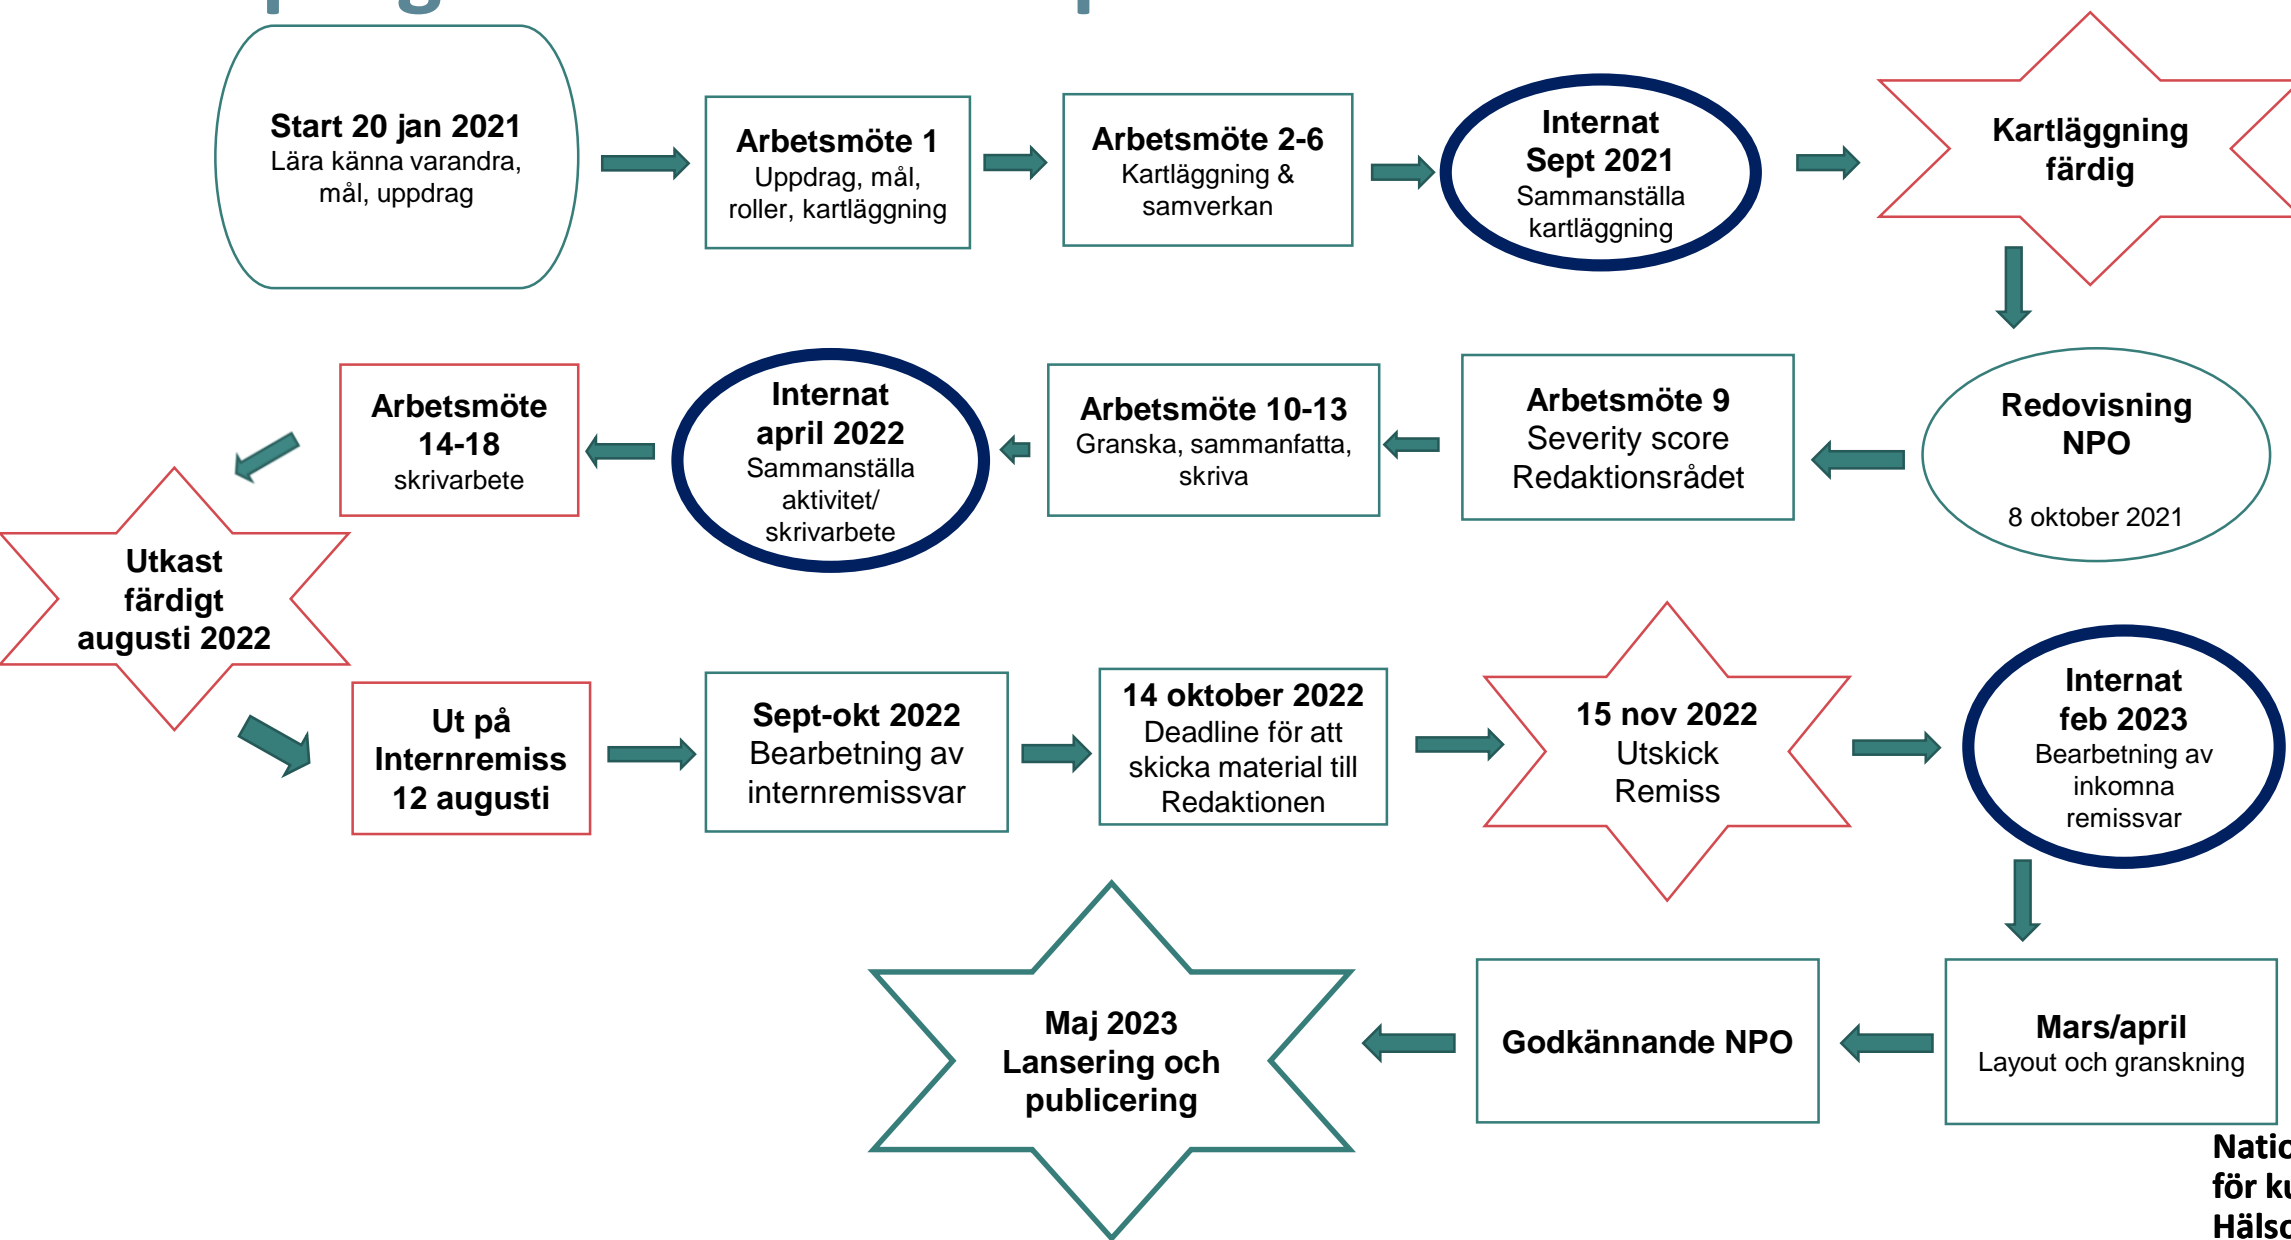 Start 20 jan 2021
Lära känna varandra,
mål, uppdrag
Arbetsmöte 1
Uppdrag, mål,
roller, kartläggning
Arbetsmöte 2-6
Kartläggning &
samverkan
Internat
Sept 2021
Sammanställa
kartläggning
Kartläggning
färdig
Redovisning
NPO
8 oktober 2021
Arbetsmöte 9
Severity score
Redaktionsrådet
Arbetsmöte 10-13
Granska, sammanfatta,
skriva
Internat
april 2022
Sammanställa
aktivitet/
skrivarbete
Arbetsmöte
14-18
skrivarbete
Utkast
färdigt
augusti 2022
Ut på
Internremiss
12 augusti
Sept-okt 2022
Bearbetning av
internremissvar
14 oktober 2022
Deadline för att
skicka material till
Redaktionen
15 nov 2022
Utskick
Remiss
Internat
feb 2023
Bearbetning av
inkomna
remissvar
Mars/april
Layout och granskning
Godkännande NPO
Maj 2023
Lansering och
publicering
för